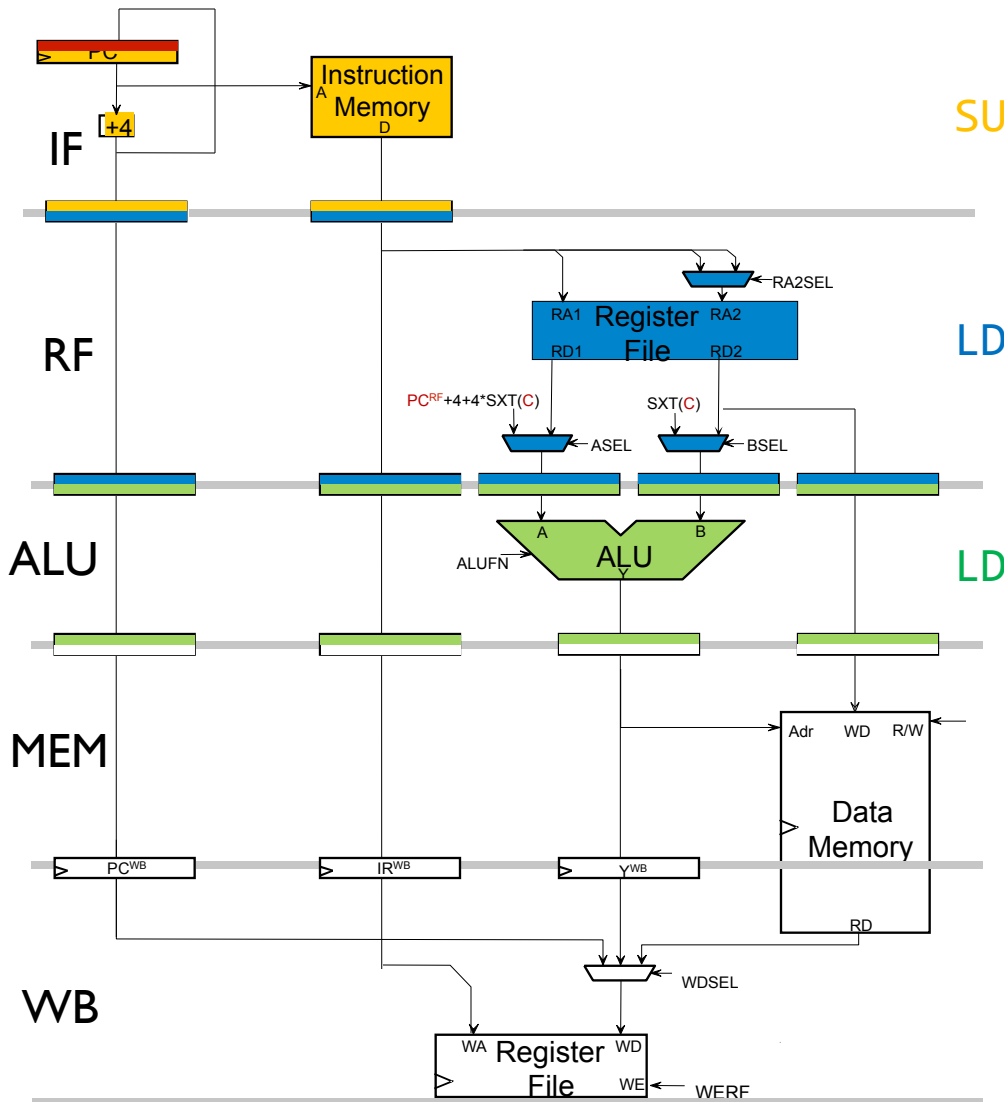 PC
Instruction
A
Memory
D
+4
SU
IF
RA2SEL
RA1
Register
RA2
RD1
File
RD2
LD
RF
PCRF+4+4*SXT(C)
SXT(C)
ASEL
BSEL
A
B
ALU
ALUFN
ALU
Y
LD
Adr
WD
R/W
MEM
Data
Memory
PCWB
IRWB
YWB
RD
WDSEL
WB
WA
Register
WD
File
WE
WERF